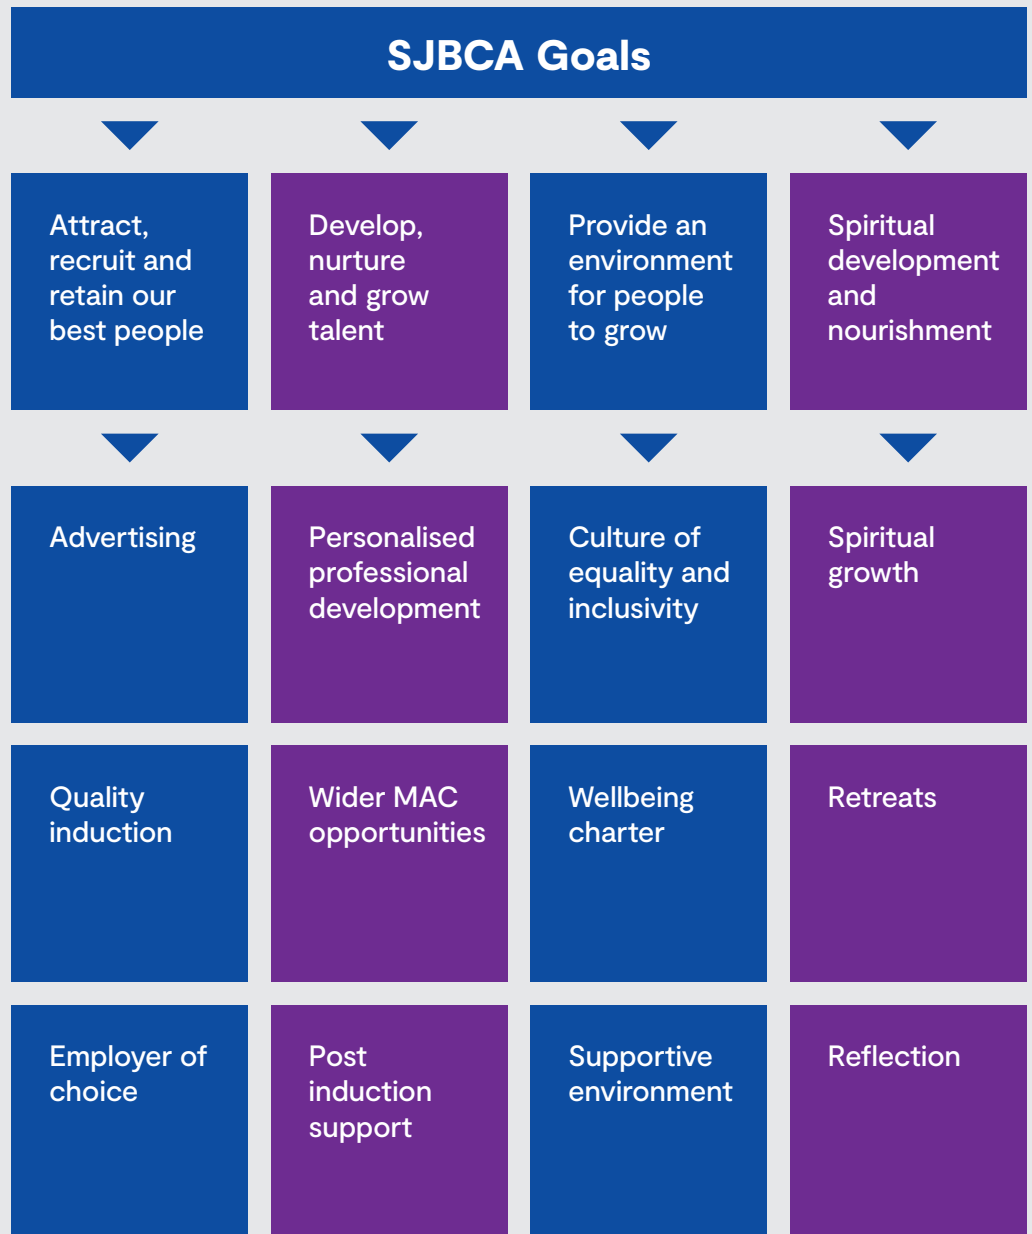 SJBCA Goals
Attract,
recruit and
retain our
best people
Develop,
nurture
and grow
talent
Provide an
environment
for people
to grow
Spiritual
development
and
nourishment
Advertising
Personalised
professional
development
Culture of
equality and
inclusivity
Spiritual
growth
Quality
induction
Wider MAC
opportunities
Wellbeing
charter
Retreats
Employer of
choice
Post
induction
support
Supportive
environment
Reflection